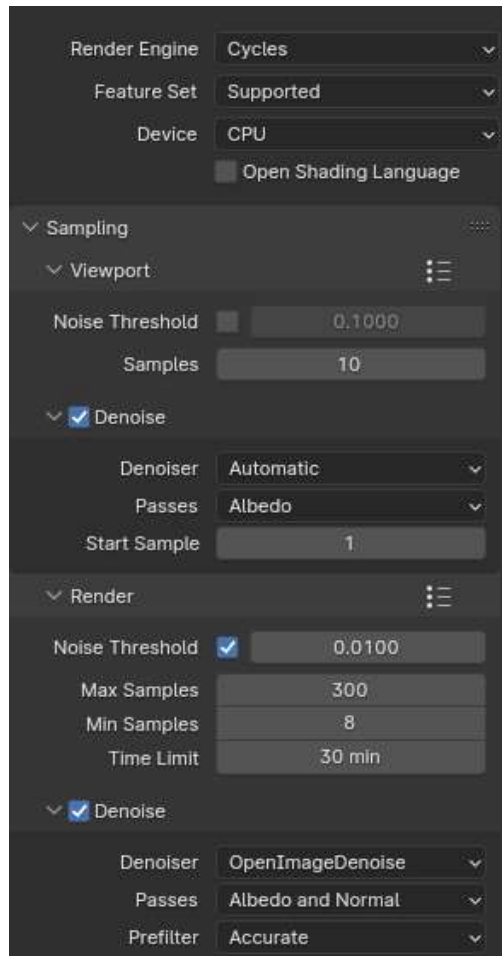 Render Engine Cycles
Feature Set Supported
Device CPU
Open Shading Language
Sampling
Viewport
Noise Threshold 0.1000
Samples 10
Denoise
Denoiser Automatic
Passes Albedo
Start Sample 1
Render
Noise Threshold 0.0100
Max Samples 300
Min Samples 8
Time Limit 30 min
Denoise
Denoiser OpenImageDenoise
Passes Albedo and Normal
Prefilter Accurate